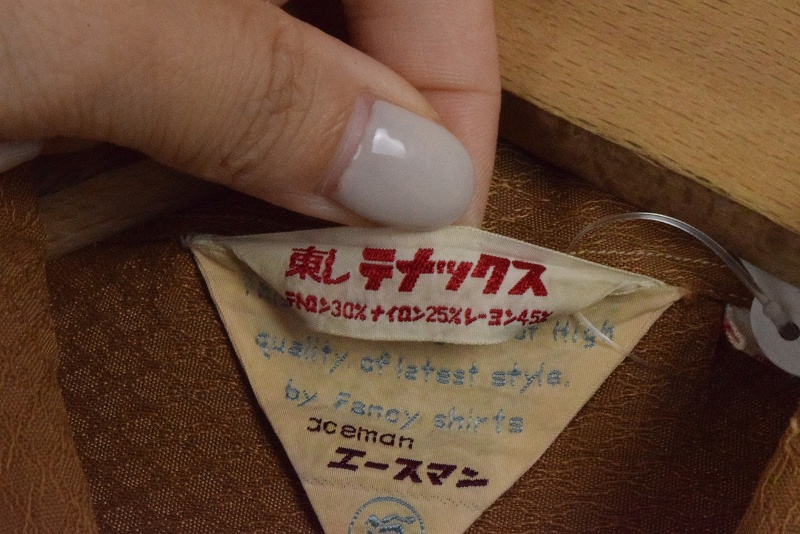 東レ テナックス
テトロン30% ナイロン25% レーヨン45%
of High
quality, of latest style.
by Fancy shirts
aceman
エースマン